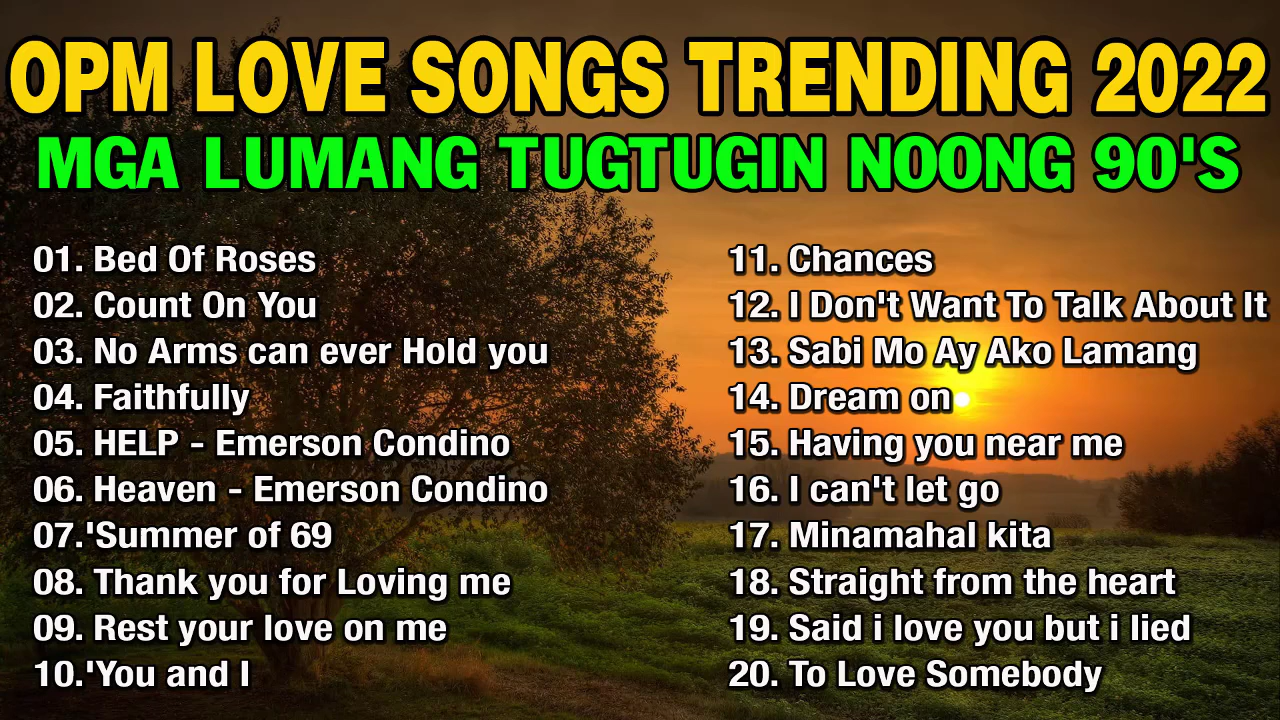 OPM LOVE SONGS TRENDING 2022
MGA LUMANG TUGTUGIN NOONG 90'S
01. Bed Of Roses
02. Count On You
03. No Arms can ever Hold you
04. Faithfully
05. HELP - Emerson Condino
06. Heaven - Emerson Condino
07.'Summer of 69
08. Thank you for Loving me
09. Rest your love on me
10.'You and I
11. Chances
12. I Don't Want To Talk About It
13. Sabi Mo Ay Ako Lamang
14. Dream on
15. Having you near me
16. I can't let go
17. Minamahal kita
18. Straight from the heart
19. Said i love you but i lied
20. To Love Somebody